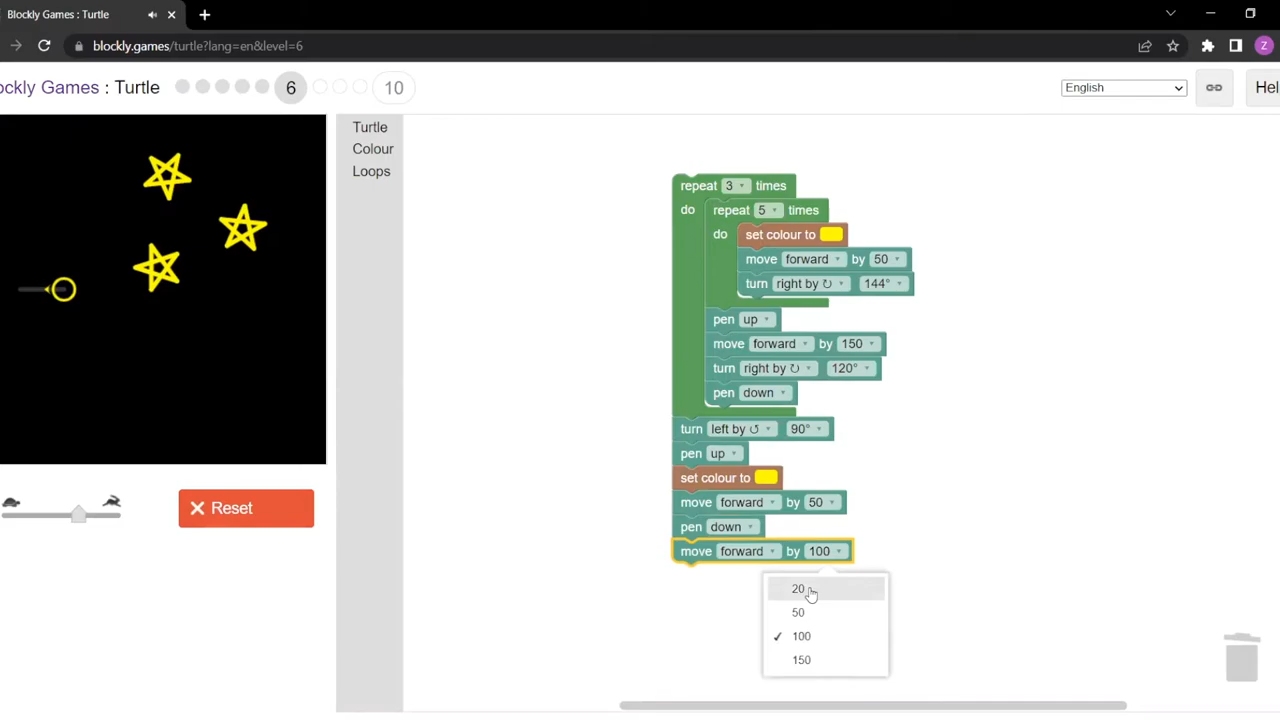 Blockly Games : Turtle
blockly.games/turtle?lang=en&level=6
Z
ockly Games : Turtle
6
10
English
Hel
Turtle
Colour
Loops
repeat 3 times
do repeat 5 times
do set colour to
move forward by 50
turn right by ↻ 144°
pen up
move forward by 150
turn right by ↻ 120°
pen down
turn left by ↺ 90°
pen up
set colour to
move forward by 50
pen down
move forward by 100
20
50
✓ 100
150
Reset